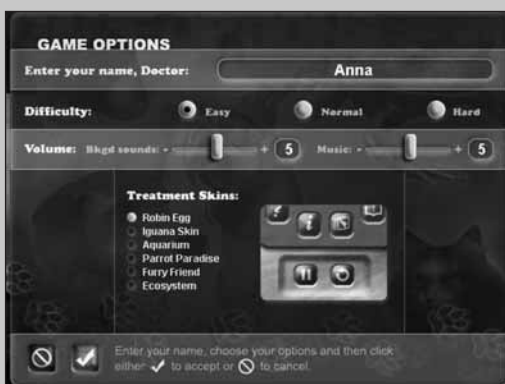 GAME OPTIONS
Enter your name, Doctor: Anna
Difficulty: Easy Normal Hard
Volume: Bkgd sounds: - + 5 Music: - + 5
Treatment Skins:
Robin Egg
Iguana Skin
Aquarium
Parrot Paradise
Furry Friend
Ecosystem
Enter your name, choose your options and then click
either to accept or to cancel.